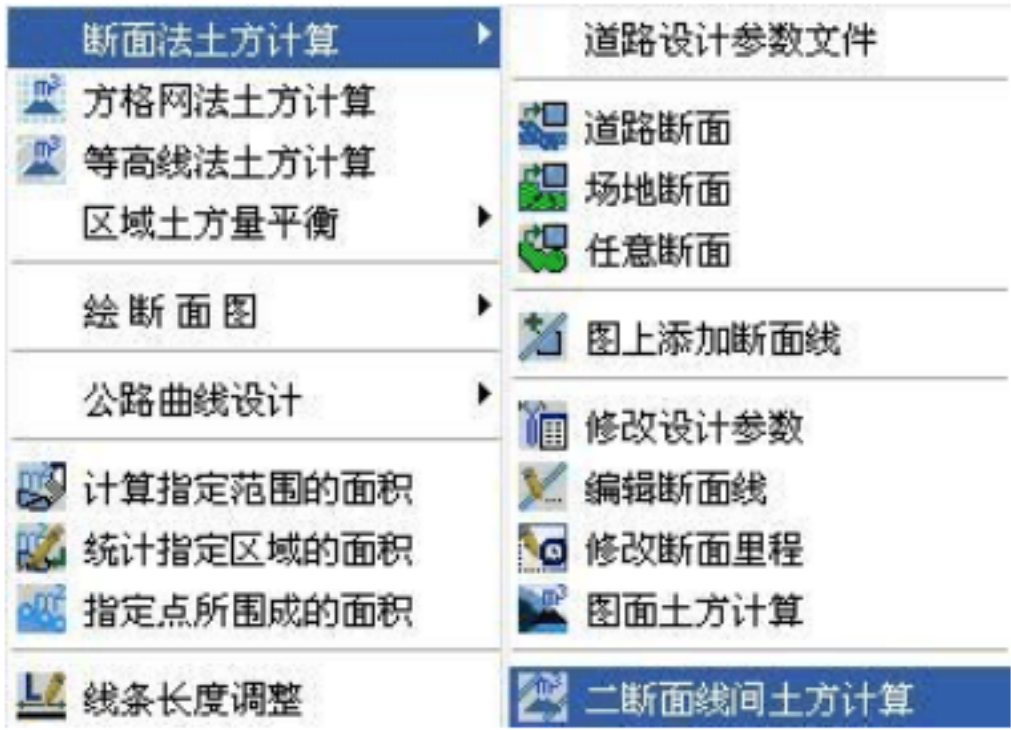 断面法土方计算
方格网法土方计算
等高线法土方计算
区域土方量平衡
绘断面图
公路曲线设计
计算指定范围的面积
统计指定区域的面积
指定点所围成的面积
线条长度调整
道路设计参数文件
道路断面
场地断面
任意断面
图上添加断面线
修改设计参数
编辑断面线
修改断面里程
图面土方计算
二断面线间土方计算